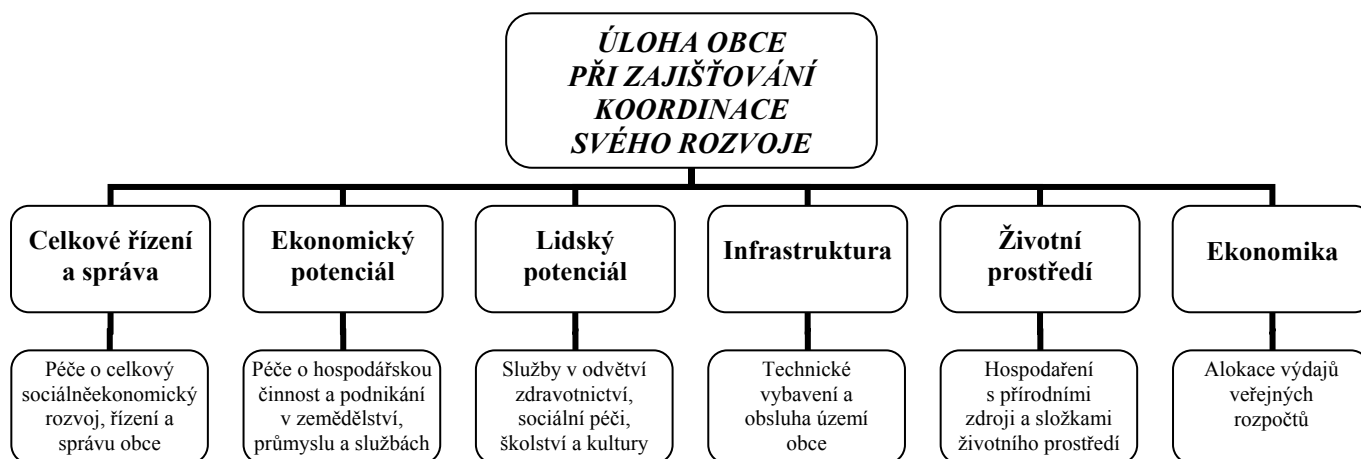 ÚLOHA OBCE
PŘI ZAJIŠŤOVÁNÍ
KOORDINACE
SVÉHO ROZVOJE
Celkové řízení
a správa
Ekonomický
potenciál
Lidský
potenciál
Infrastruktura
Životní
prostředí
Ekonomika
Péče o celkový
sociálněekonomický
rozvoj, řízení a
správu obce
Péče o hospodářskou
činnost a podnikání
v zemědělství,
průmyslu a službách
Služby v odvětví
zdravotnictví,
sociální péči,
školství a kultury
Technické
vybavení a
obsluha území
obce
Hospodaření
s přírodními
zdroji a složkami
životního prostředí
Alokace výdajů
veřejných
rozpočtů